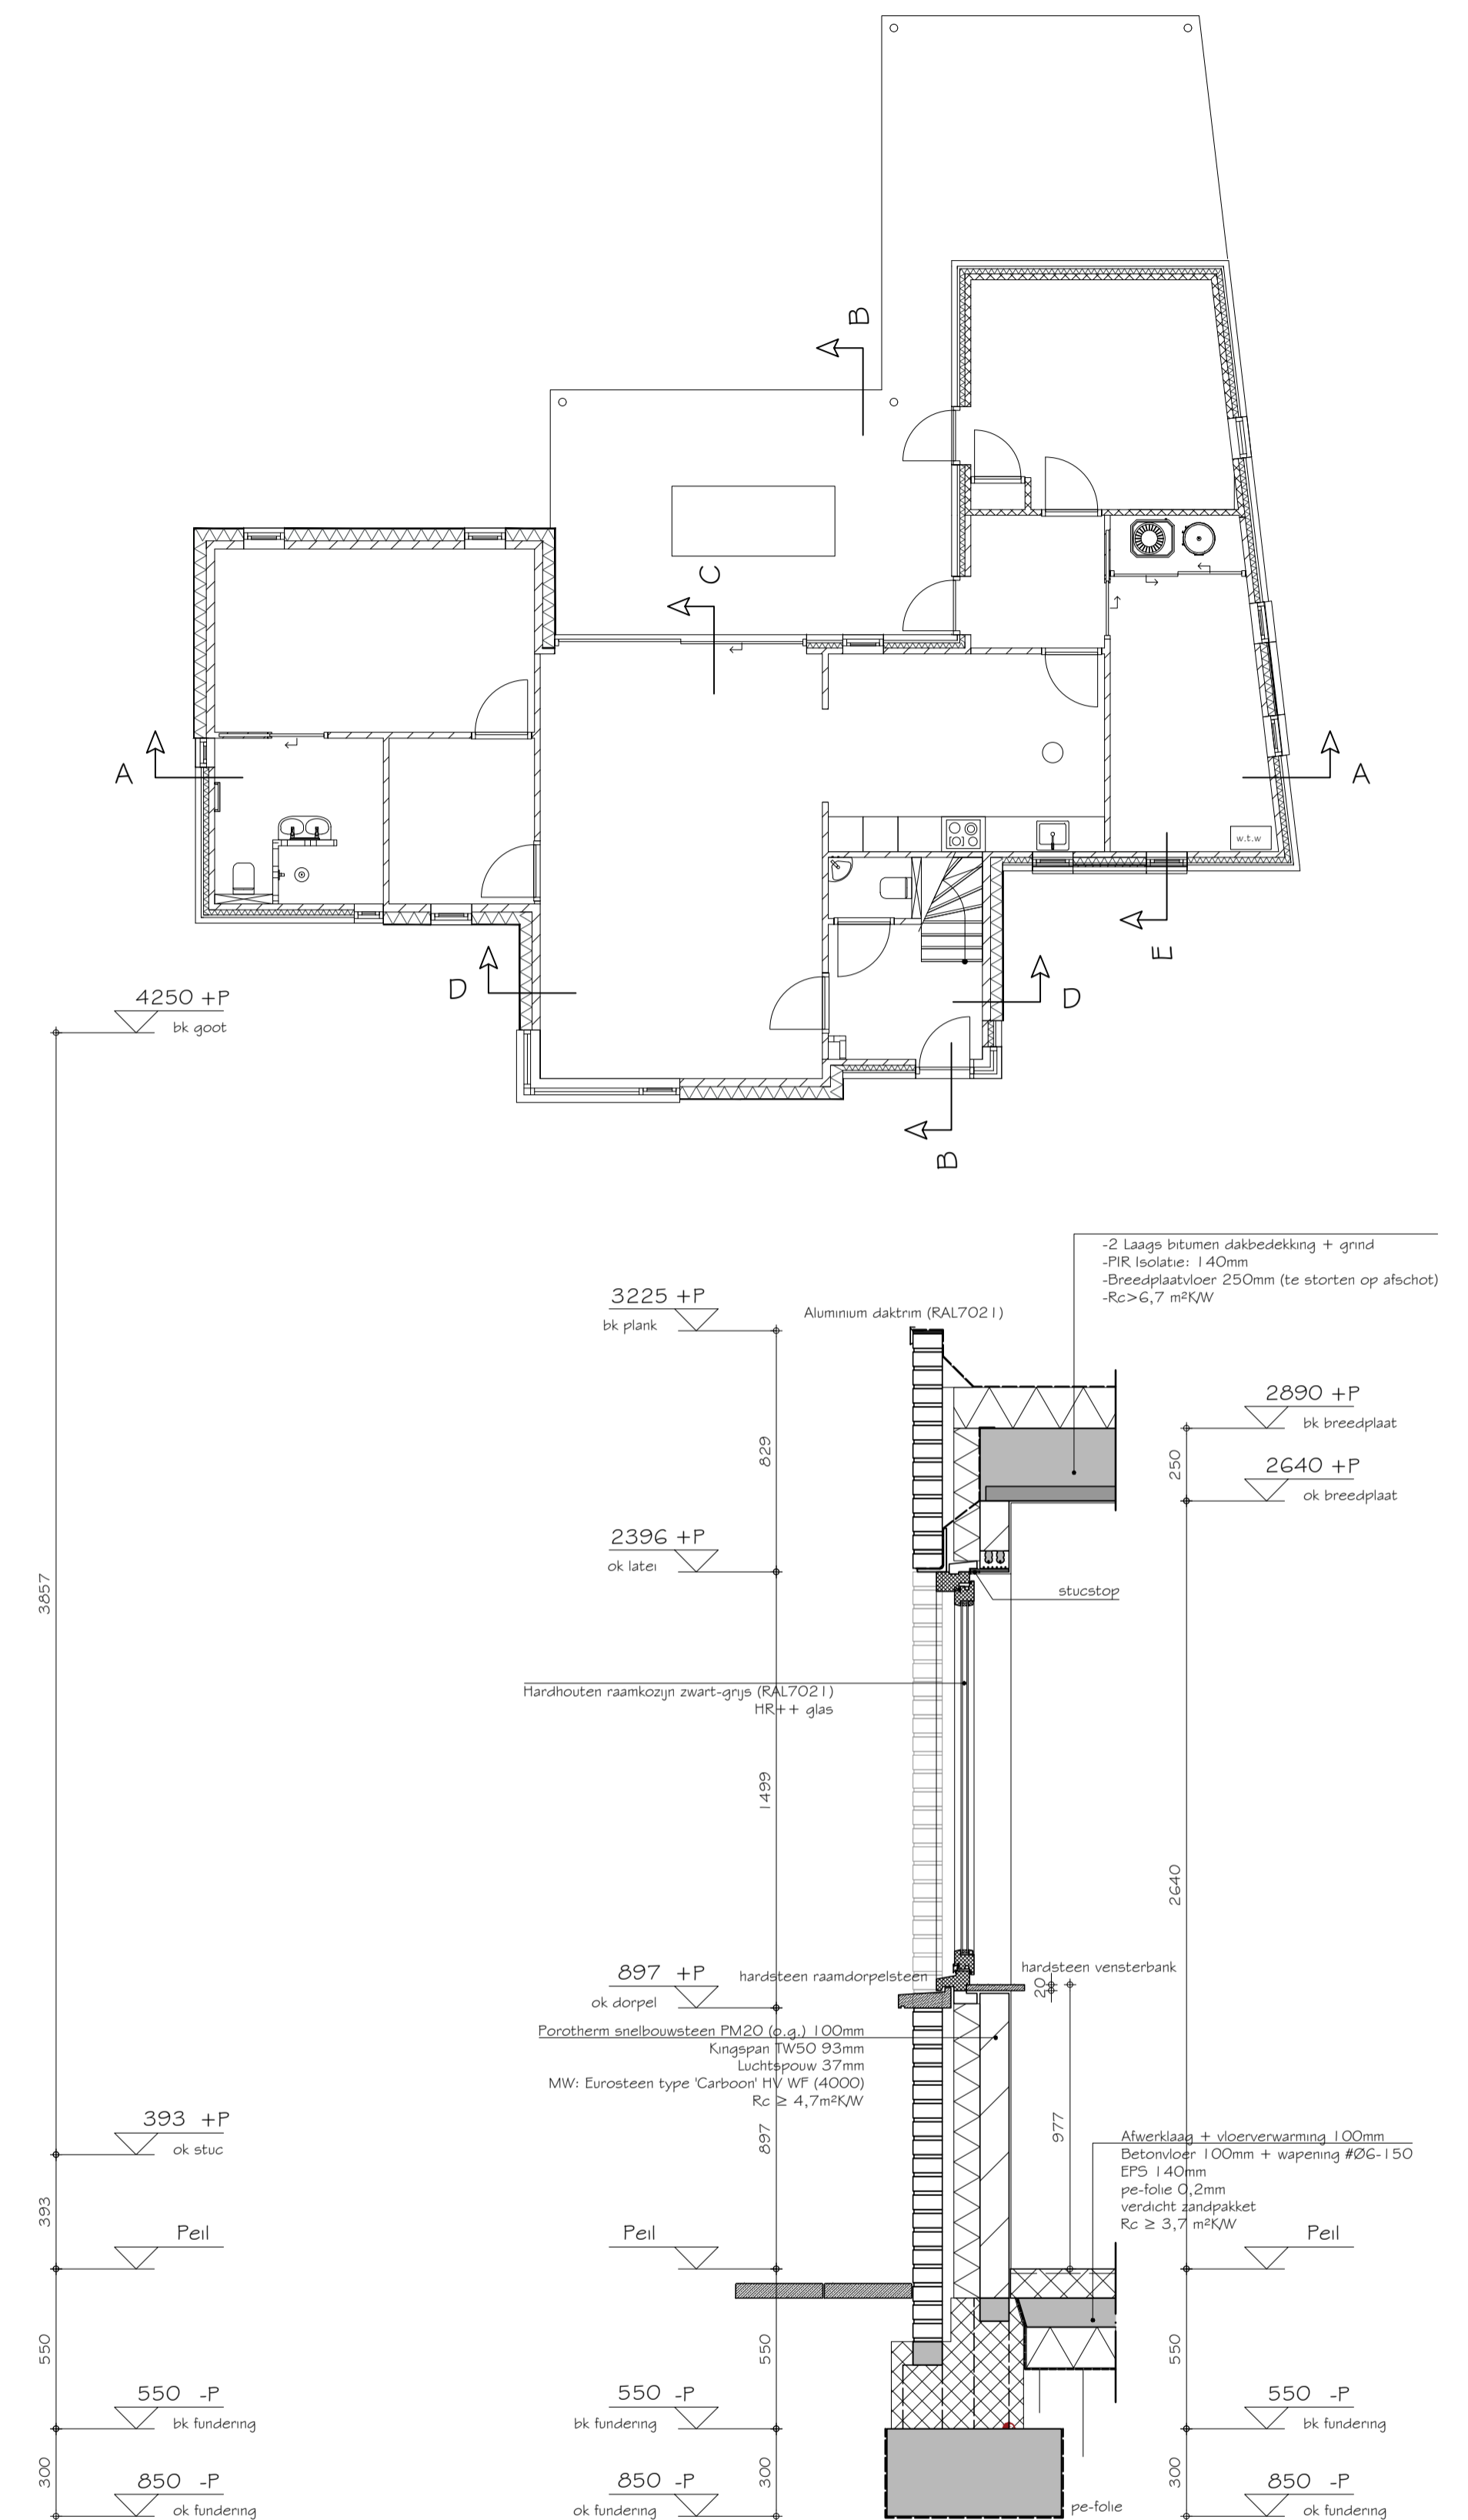 B
C
A
A
w.t.w
E
D
D
B
4250 +P
bk goot
3857
393 +P
ok stuc
393
Peil
550
550 -P
bk fundering
300
850 -P
ok fundering
3225 +P
bk plank
Aluminium daktrim (RAL7021)
829
2396 +P
ok latei
Hardhouten raamkozijn zwart-grijs (RAL7021)
HR++ glas
1499
897 +P
ok dorpel
hardsteen raamdorpelsteen
Porotherm snelbouwsteen PM20 (o.g.) 100mm
Kingspan TW50 93mm
Luchtspouw 37mm
MW: Eurosteen type 'Carboon' HV WF (4000)
Rc ≥ 4,7m²K/W
897
Peil
550
550 -P
bk fundering
300
850 -P
ok fundering
-2 Laags bitumen dakbedekking + grind
-PIR Isolatie: 140mm
-Breedplaatvloer 250mm (te storten op afschot)
-Rc>6,7 m²K/W
2890 +P
bk breedplaat
250
2640 +P
ok breedplaat
stucstop
2640
hardsteen vensterbank
20
977
Afwerklaag + vloerverwarming 100mm
Betonvloer 100mm + wapening #Ø6-150
EPS 140mm
pe-folie 0,2mm
verdicht zandpakket
Rc ≥ 3,7 m²K/W
Peil
550
550 -P
bk fundering
300
850 -P
ok fundering
pe-folie